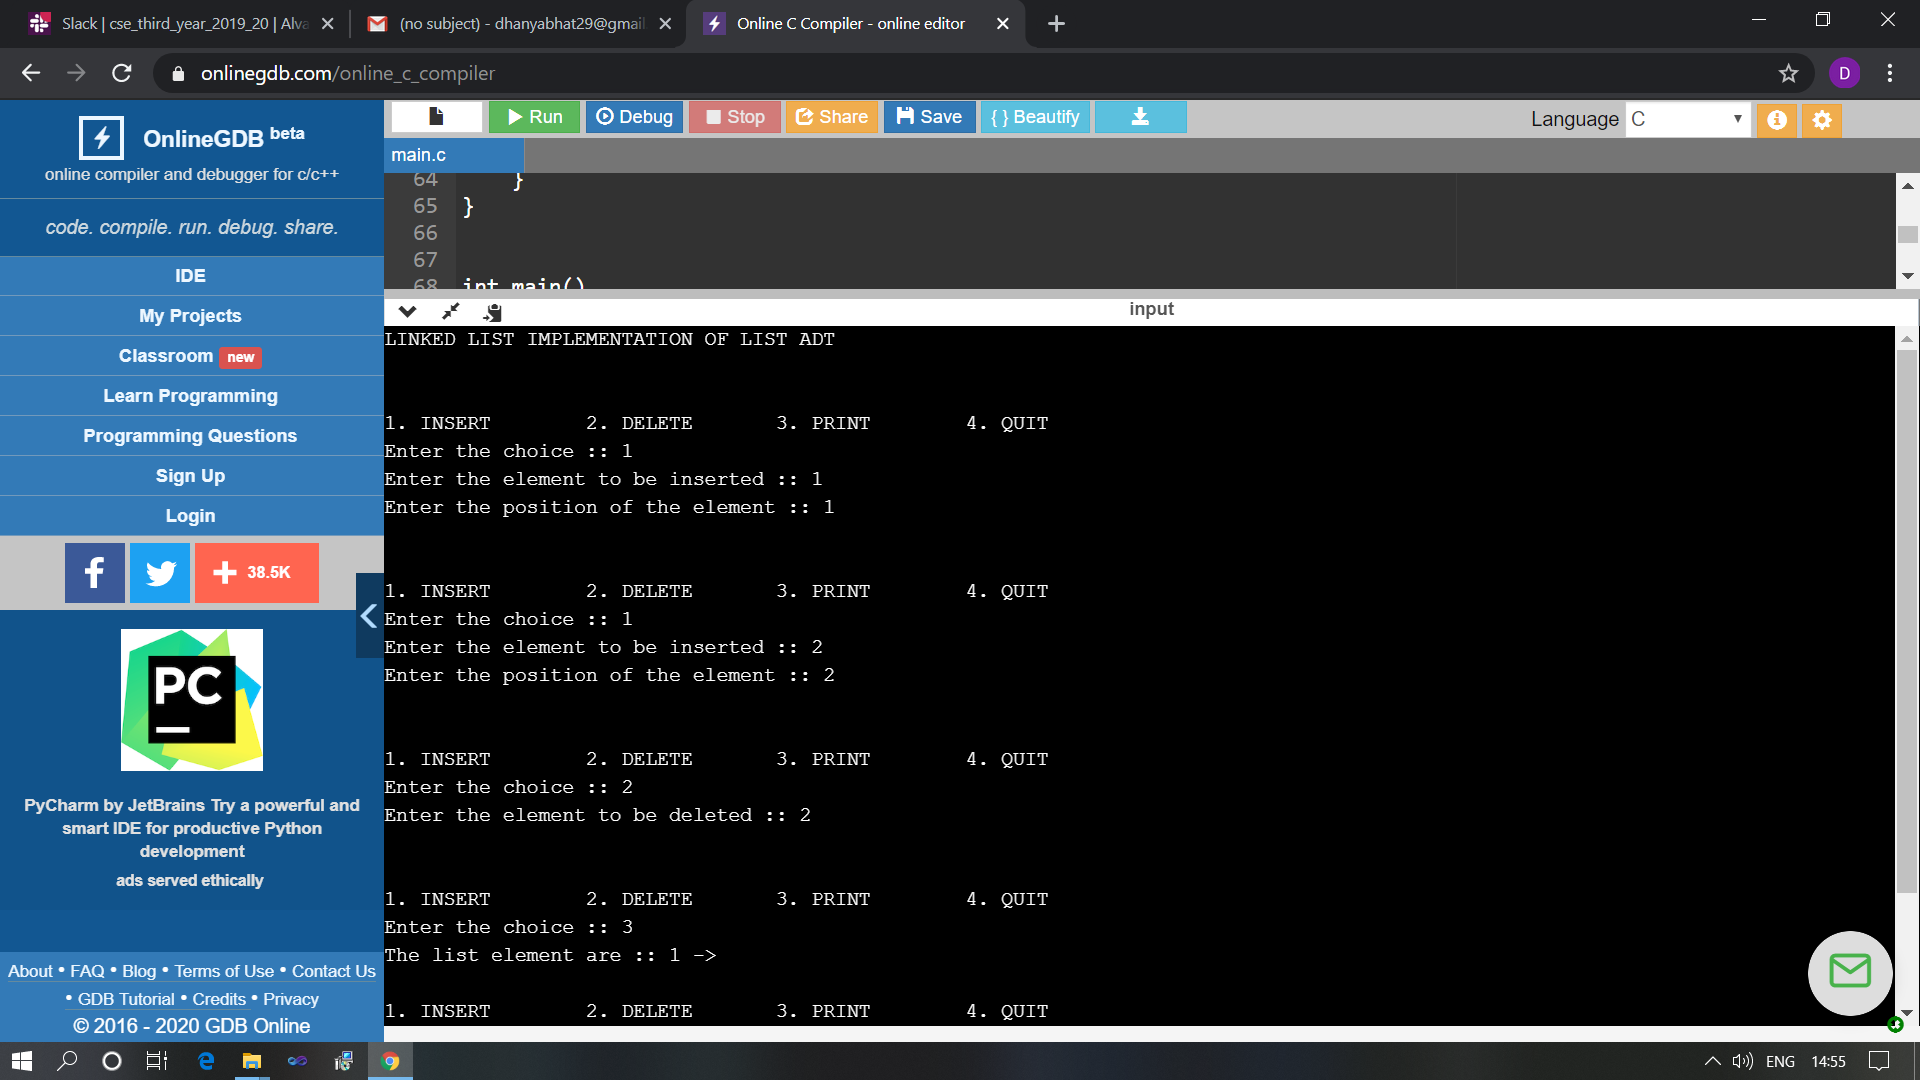 Slack | cse_third_year_2019_20 | Alva
(no subject) - dhanyabhat29@gmail
Online C Compiler - online editor
onlinegdb.com/online_c_compiler
D
OnlineGDB beta
online compiler and debugger for c/c++
code. compile. run. debug. share.
IDE
My Projects
Classroom new
Learn Programming
Programming Questions
Sign Up
Login
38.5K
PC
PyCharm by JetBrains Try a powerful and
smart IDE for productive Python
development
ads served ethically
About • FAQ • Blog • Terms of Use • Contact Us
• GDB Tutorial • Credits • Privacy
© 2016 - 2020 GDB Online
Run Debug Stop Share Save { } Beautify
Language C
main.c
64 }
65 }
66
67
68 int main()
input
LINKED LIST IMPLEMENTATION OF LIST ADT
1. INSERT 2. DELETE 3. PRINT 4. QUIT
Enter the choice :: 1
Enter the element to be inserted :: 1
Enter the position of the element :: 1
1. INSERT 2. DELETE 3. PRINT 4. QUIT
Enter the choice :: 1
Enter the element to be inserted :: 2
Enter the position of the element :: 2
1. INSERT 2. DELETE 3. PRINT 4. QUIT
Enter the choice :: 2
Enter the element to be deleted :: 2
1. INSERT 2. DELETE 3. PRINT 4. QUIT
Enter the choice :: 3
The list element are :: 1 ->
1. INSERT 2. DELETE 3. PRINT 4. QUIT
ENG 14:55